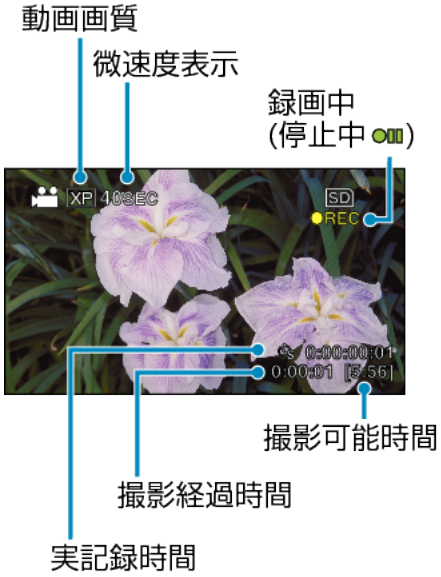 動画画質
微速度表示
録画中
(停止中●II)
XP 40SEC
SD
●REC
0:00:00:01
0:00:01 [5:56]
撮影可能時間
撮影経過時間
実記録時間